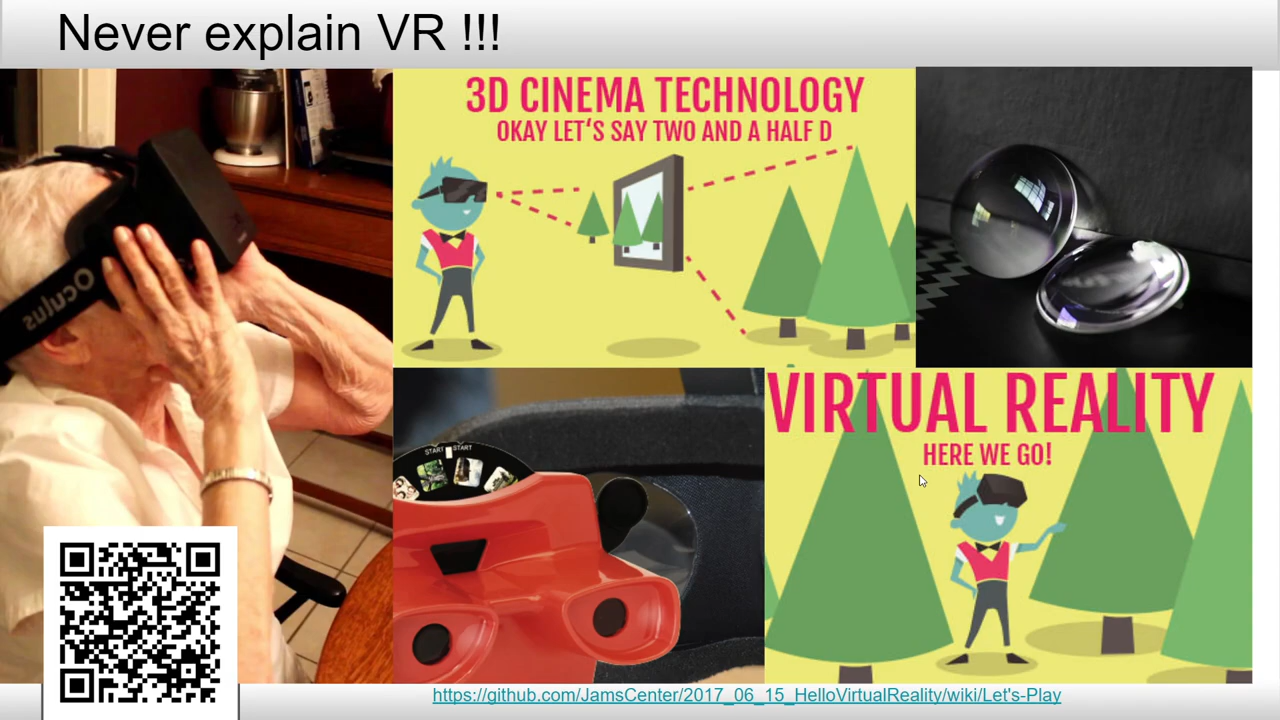 Never explain VR !!!
3D CINEMA TECHNOLOGY
OKAY LET'S SAY TWO AND A HALF D
Oculus
START START
VIRTUAL REALITY
HERE WE GO!
https://github.com/JamsCenter/2017_06_15_HelloVirtualReality/wiki/Let's-Play